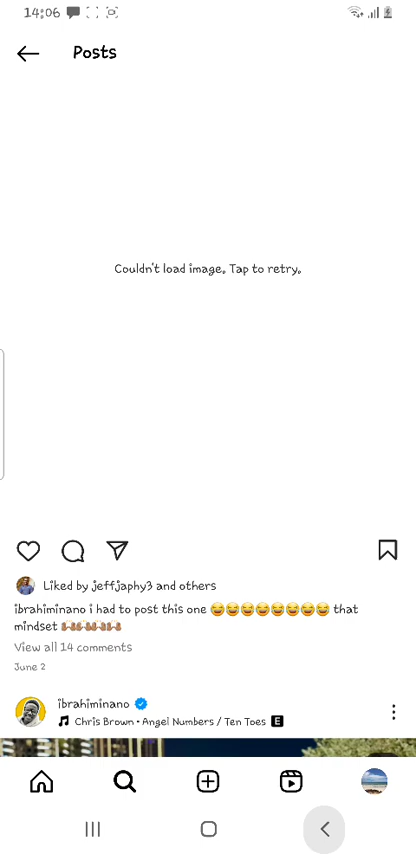 14:06
Posts
Couldn't load image. Tap to retry.
Liked by jeffjaphy3 and others
ibrahiminano i had to post this one 😂😂😂😂😂😂😂😂 that
mindset 🙌🏽🙌🏽🙌🏽🙌🏽
View all 14 comments
June 2
ibrahiminano
Chris Brown • Angel Numbers / Ten Toes E